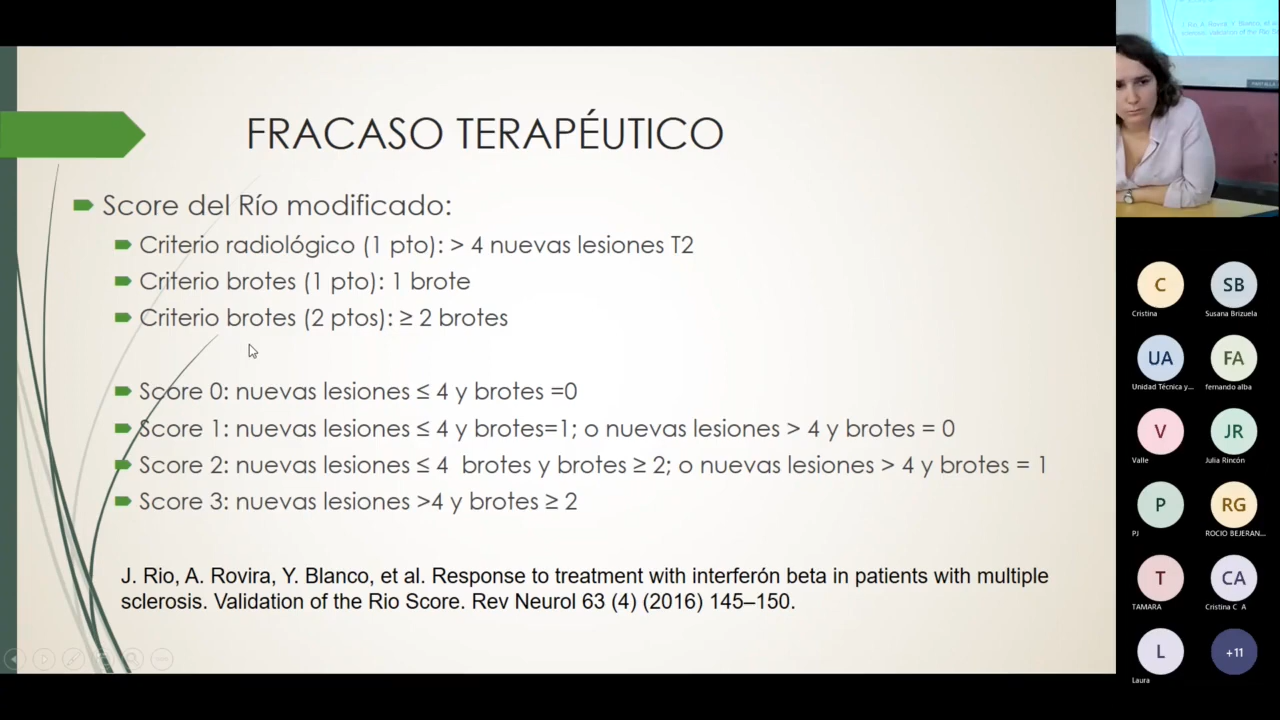 FRACASO TERAPÉUTICO
Score del Río modificado:
Criterio radiológico (1 pto): > 4 nuevas lesiones T2
Criterio brotes (1 pto): 1 brote
Criterio brotes (2 ptos): ≥ 2 brotes
Score 0: nuevas lesiones ≤ 4 y brotes =0
Score 1: nuevas lesiones ≤ 4 y brotes=1; o nuevas lesiones > 4 y brotes = 0
Score 2: nuevas lesiones ≤ 4 brotes y brotes ≥ 2; o nuevas lesiones > 4 y brotes = 1
Score 3: nuevas lesiones >4 y brotes ≥ 2
J. Rio, A. Rovira, Y. Blanco, et al. Response to treatment with interferón beta in patients with multiple
sclerosis. Validation of the Rio Score. Rev Neurol 63 (4) (2016) 145–150.
C
Cristina
SB
Susana Brizuela
UA
Unidad Técnica y...
FA
fernando alba
V
Valle
JR
Julia Rincón
P
PJ
RG
ROCIO BEJERAN...
T
TAMARA
CA
Cristina C A
L
Laura
+11